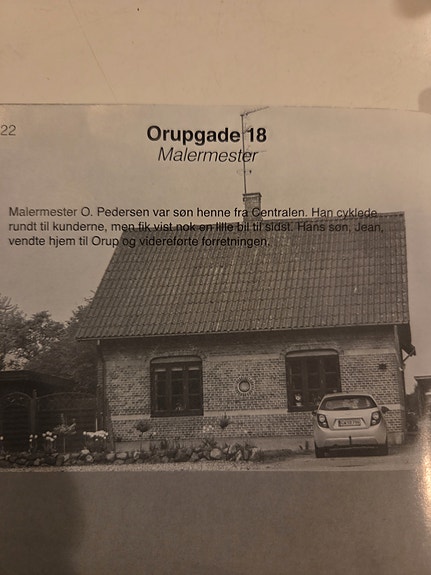 22
Orupgade 18
Malermester
Malermester O. Pedersen var søn henne fra Centralen. Han cyklede
rundt til kunderne, men fik vist nok en lille bil til sidst. Hans søn, Jean,
vendte hjem til Orup og videreførte forretningen.